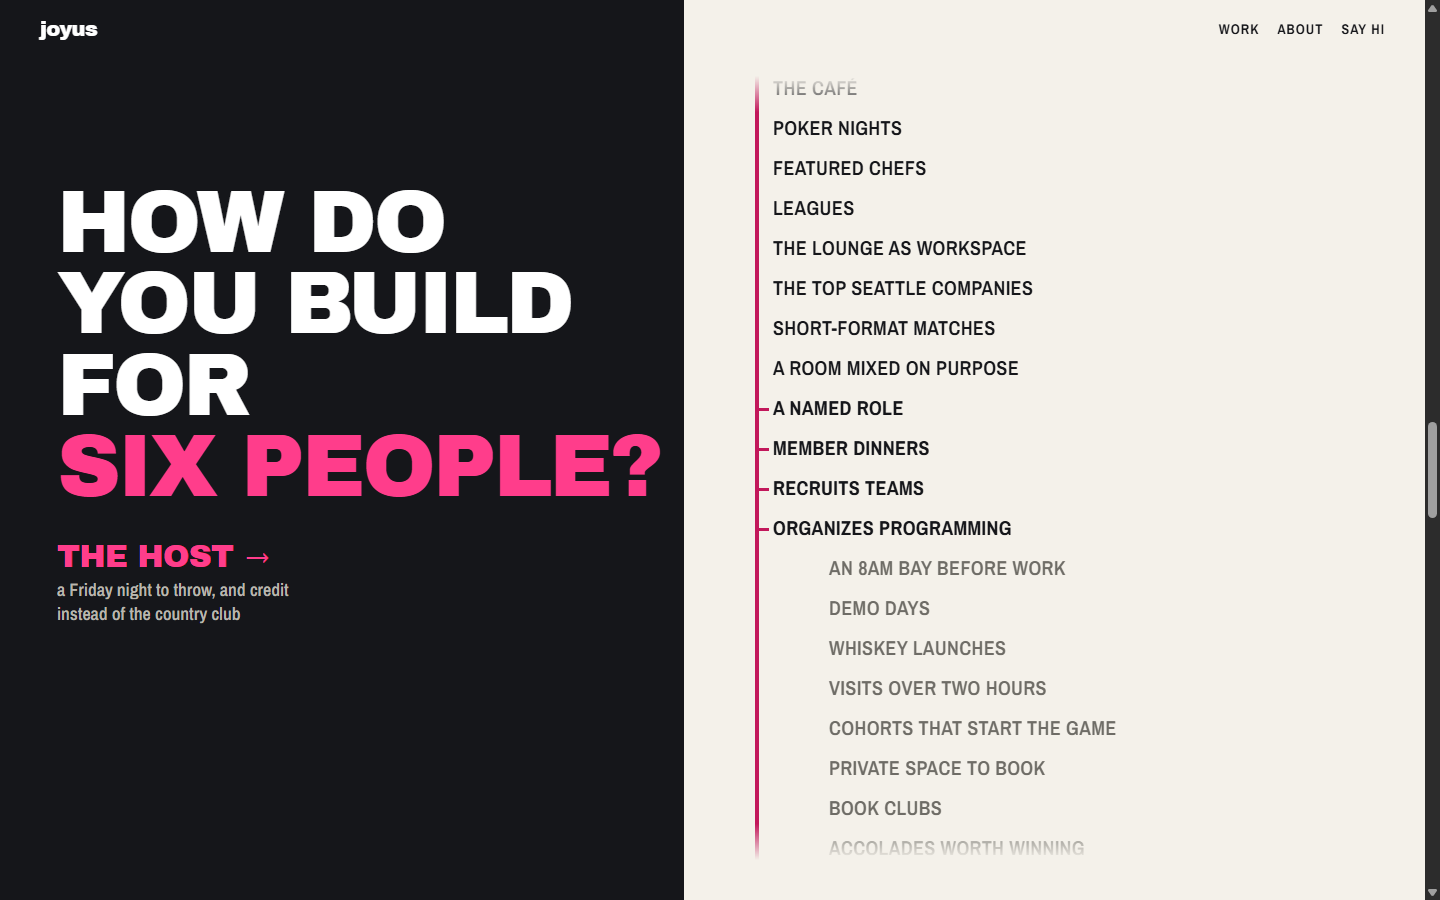 joyus
WORK ABOUT SAY HI
HOW DO
YOU BUILD
FOR
SIX PEOPLE?
THE HOST →
a Friday night to throw, and credit
instead of the country club
THE CAFÉ
POKER NIGHTS
FEATURED CHEFS
LEAGUES
THE LOUNGE AS WORKSPACE
THE TOP SEATTLE COMPANIES
SHORT-FORMAT MATCHES
A ROOM MIXED ON PURPOSE
A NAMED ROLE
MEMBER DINNERS
RECRUITS TEAMS
ORGANIZES PROGRAMMING
AN 8AM BAY BEFORE WORK
DEMO DAYS
WHISKEY LAUNCHES
VISITS OVER TWO HOURS
COHORTS THAT START THE GAME
PRIVATE SPACE TO BOOK
BOOK CLUBS
ACCOLADES WORTH WINNING